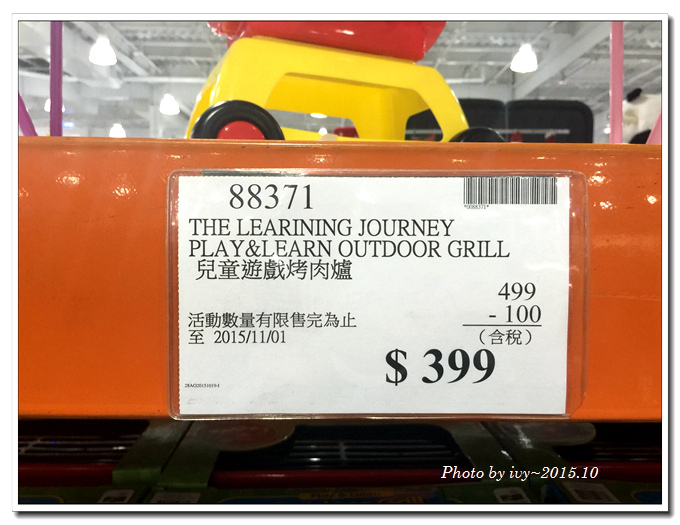 88371
*0088371*
THE LEARINING JOURNEY
PLAY&LEARN OUTDOOR GRILL
兒童遊戲烤肉爐
499
- 100
活動數量有限售完為止
(含稅)
至 2015/11/01
$ 399
Photo by ivy~2015.10